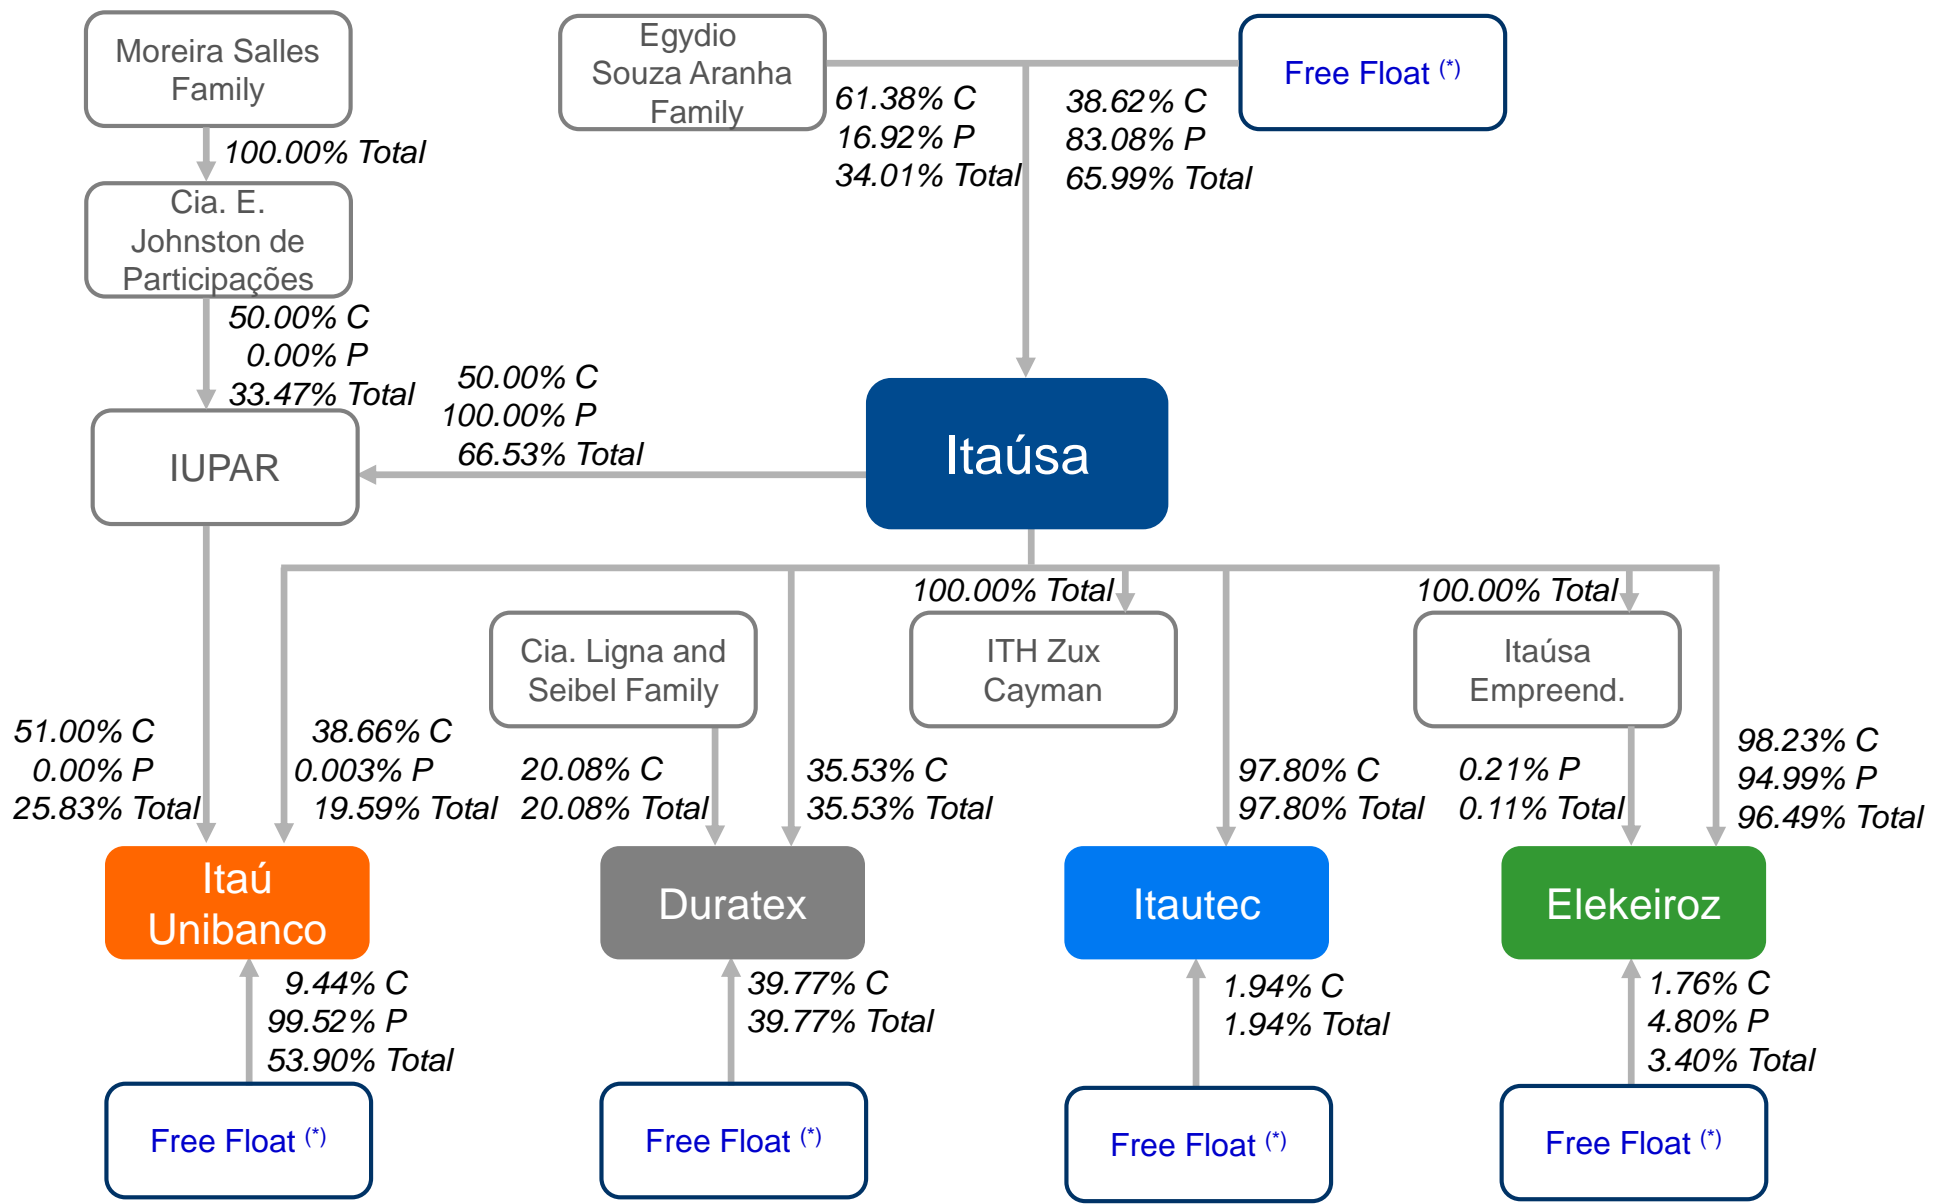 Moreira Salles
Family
100.00% Total
Cia. E.
Johnston de
Participações
50.00% C
0.00% P
33.47% Total
IUPAR
Egydio
Souza Aranha
Family
61.38% C
16.92% P
34.01% Total
Free Float (*)
38.62% C
83.08% P
65.99% Total
50.00% C
100.00% P
66.53% Total
Itaúsa
100.00% Total
100.00% Total
Cia. Ligna and
Seibel Family
ITH Zux
Cayman
Itaúsa
Empreend.
51.00% C
0.00% P
25.83% Total
38.66% C
0.003% P
19.59% Total
20.08% C
20.08% Total
35.53% C
35.53% Total
97.80% C
97.80% Total
0.21% P
0.11% Total
98.23% C
94.99% P
96.49% Total
Itaú
Unibanco
Duratex
Itautec
Elekeiroz
9.44% C
99.52% P
53.90% Total
39.77% C
39.77% Total
1.94% C
1.94% Total
1.76% C
4.80% P
3.40% Total
Free Float (*)
Free Float (*)
Free Float (*)
Free Float (*)